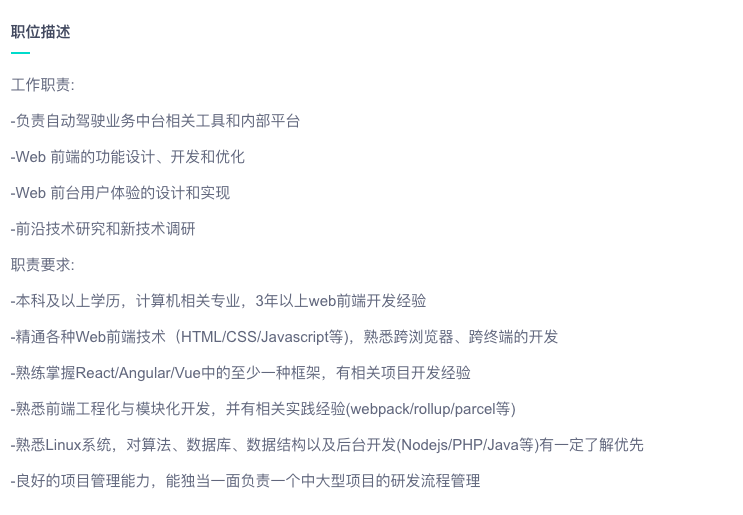 职位描述
工作职责:
-负责自动驾驶业务中台相关工具和内部平台
-Web 前端的功能设计、开发和优化
-Web 前台用户体验的设计和实现
-前沿技术研究和新技术调研
职责要求:
-本科及以上学历，计算机相关专业，3年以上web前端开发经验
-精通各种Web前端技术（HTML/CSS/Javascript等)，熟悉跨浏览器、跨终端的开发
-熟练掌握React/Angular/Vue中的至少一种框架，有相关项目开发经验
-熟悉前端工程化与模块化开发，并有相关实践经验(webpack/rollup/parcel等)
-熟悉Linux系统，对算法、数据库、数据结构以及后台开发(Nodejs/PHP/Java等)有一定了解优先
-良好的项目管理能力，能独当一面负责一个中大型项目的研发流程管理